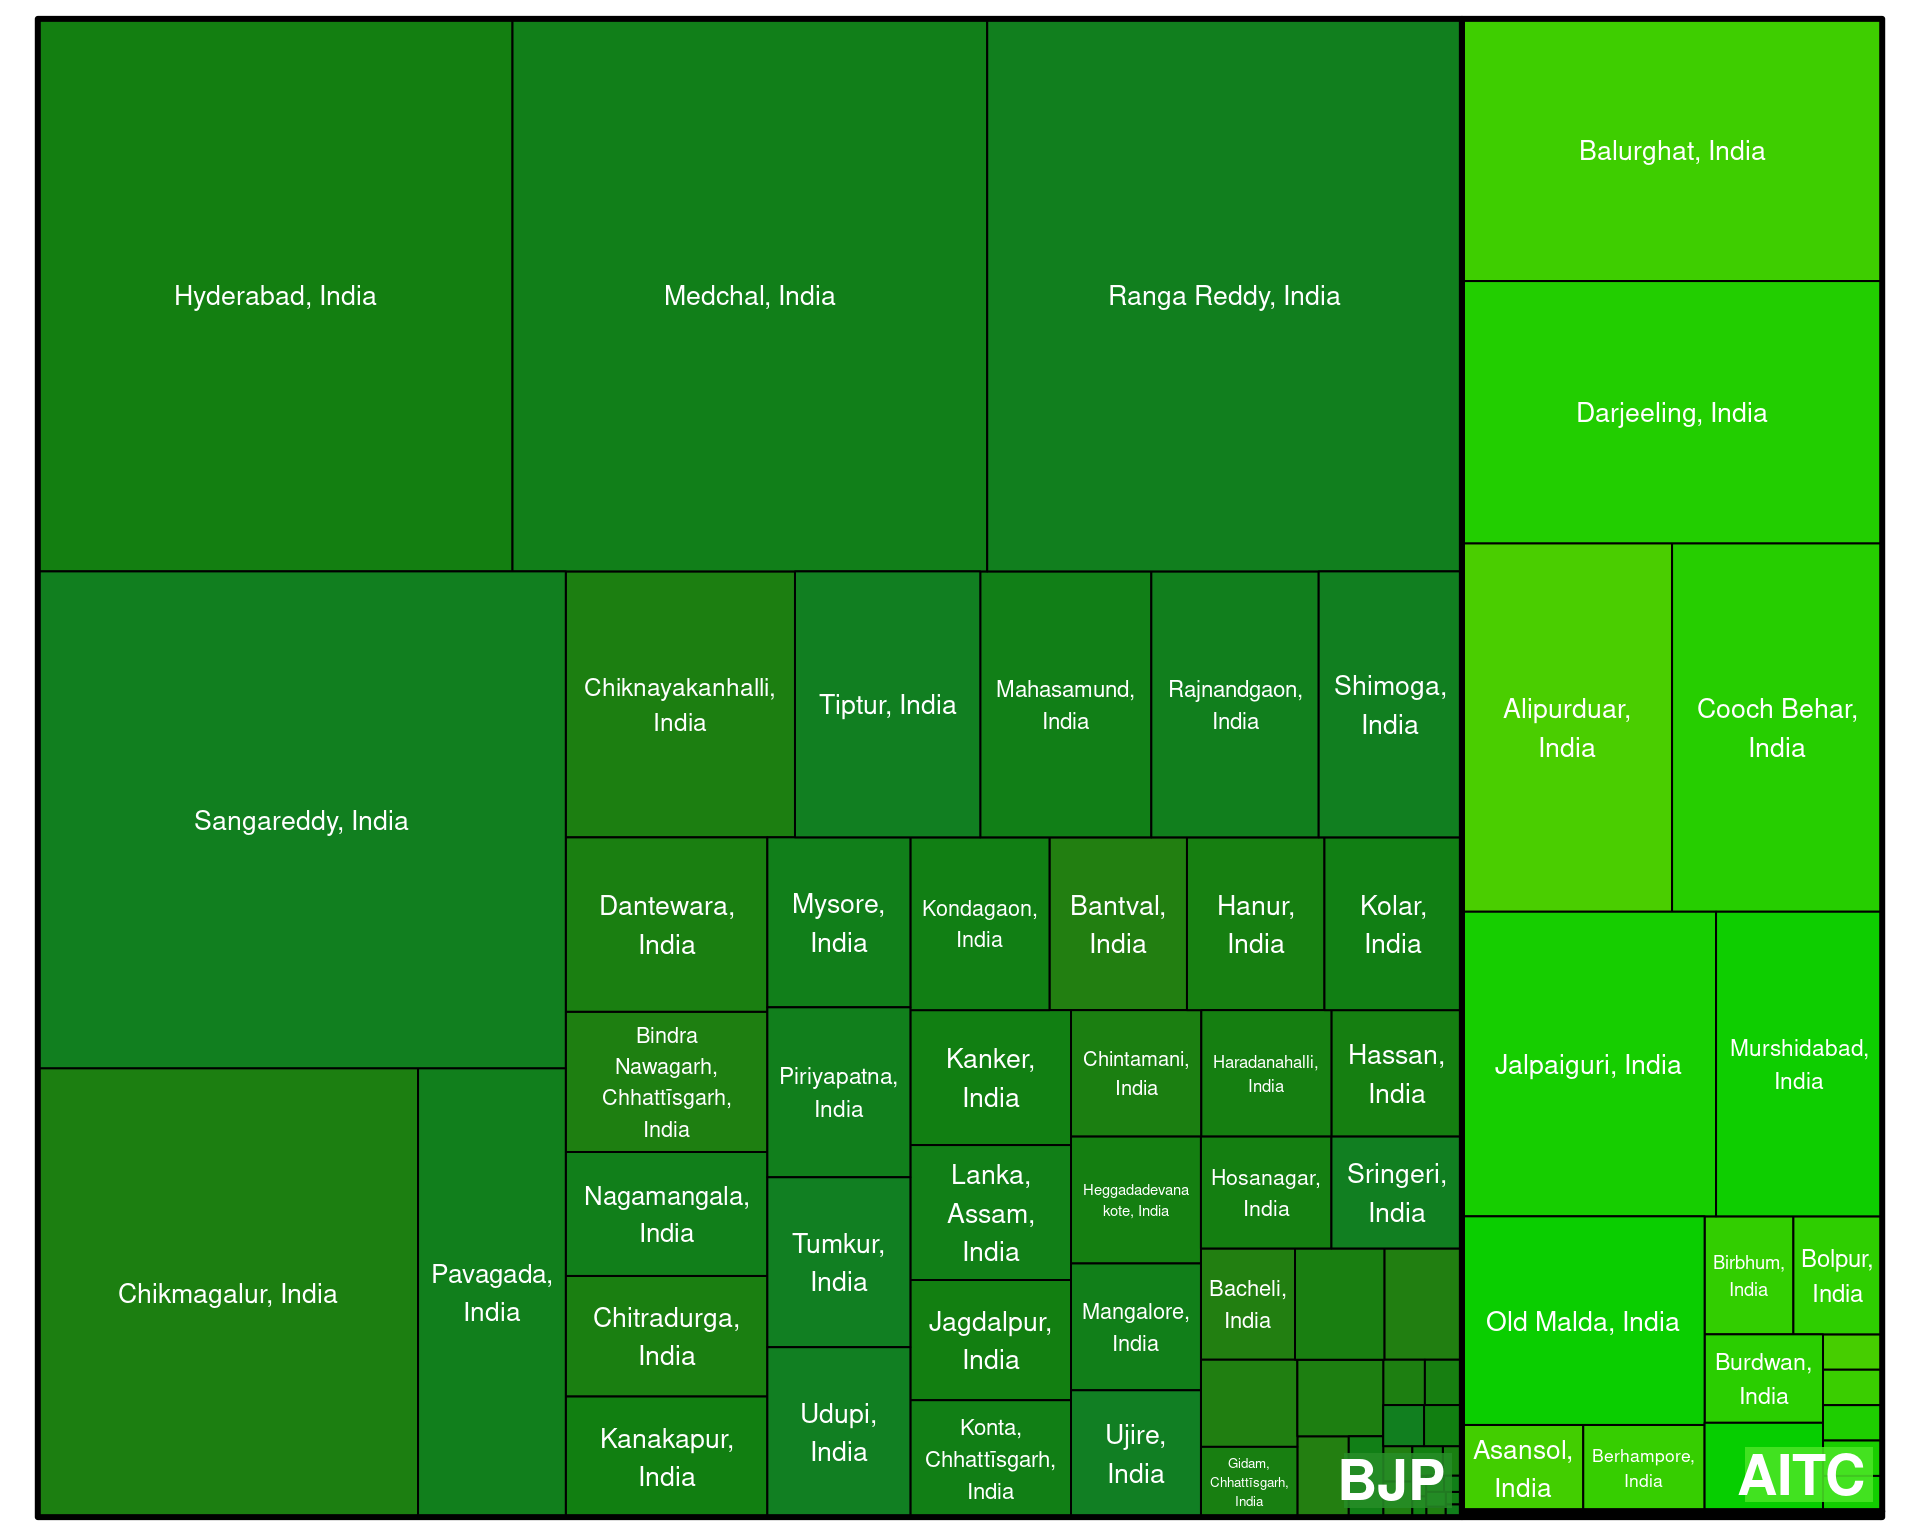 Hyderabad, India
Medchal, India
Ranga Reddy, India
Balurghat, India
Darjeeling, India
Sangareddy, India
Chiknayakanhalli,
India
Tiptur, India
Mahasamund,
India
Rajnandgaon,
India
Shimoga,
India
Alipurduar,
India
Cooch Behar,
India
Dantewara,
India
Mysore,
India
Kondagaon,
India
Bantval,
India
Hanur,
India
Kolar,
India
Jalpaiguri, India
Murshidabad,
India
Bindra
Nawagarh,
Chhattīsgarh,
India
Piriyapatna,
India
Kanker,
India
Chintamani,
India
Haradanahalli,
India
Hassan,
India
Chikmagalur, India
Pavagada,
India
Nagamangala,
India
Tumkur,
India
Lanka,
Assam,
India
Heggadadevana
kote, India
Hosanagar,
India
Sringeri,
India
Old Malda, India
Birbhum,
India
Bolpur,
India
Chitradurga,
India
Jagdalpur,
India
Mangalore,
India
Bacheli,
India
Burdwan,
India
Kanakapur,
India
Udupi,
India
Konta,
Chhattīsgarh,
India
Ujire,
India
Gidam,
Chhattīsgarh,
India
BJP
Asansol,
India
Berhampore,
India
AITC